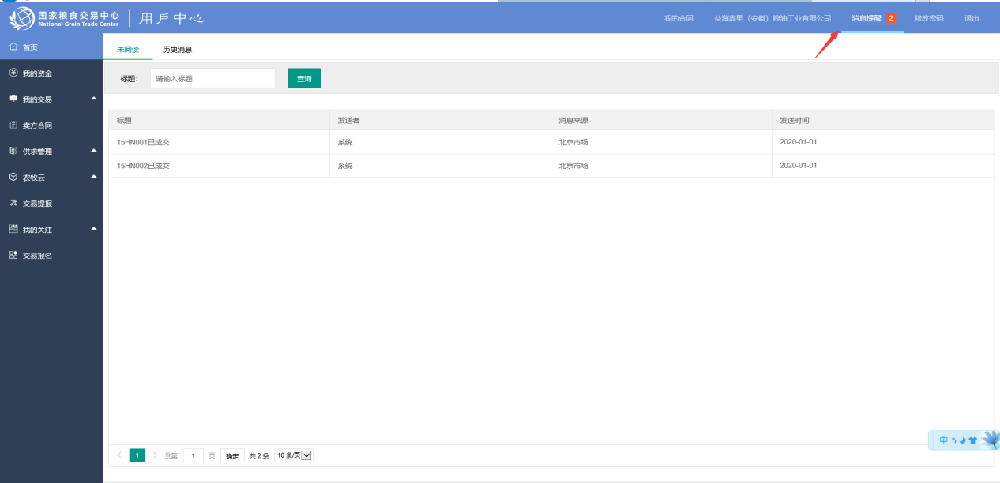 国家粮食交易中心
National Grain Trade Center
用户中心
我的合同 益海嘉里（安徽）粮油工业有限公司 消息提醒 2 修改密码 退出
首页
我的资金
我的交易
卖方合同
供求管理
农牧云
交易提报
我的关注
交易报名
未阅读 历史消息
标题： 请输入标题 查询
标题 发送者 消息来源 发送时间
15HN001已成交 系统 北京市场 2020-01-01
15HN002已成交 系统 北京市场 2020-01-01
中
1 到第 1 页 确定 共 2 条 10 条/页